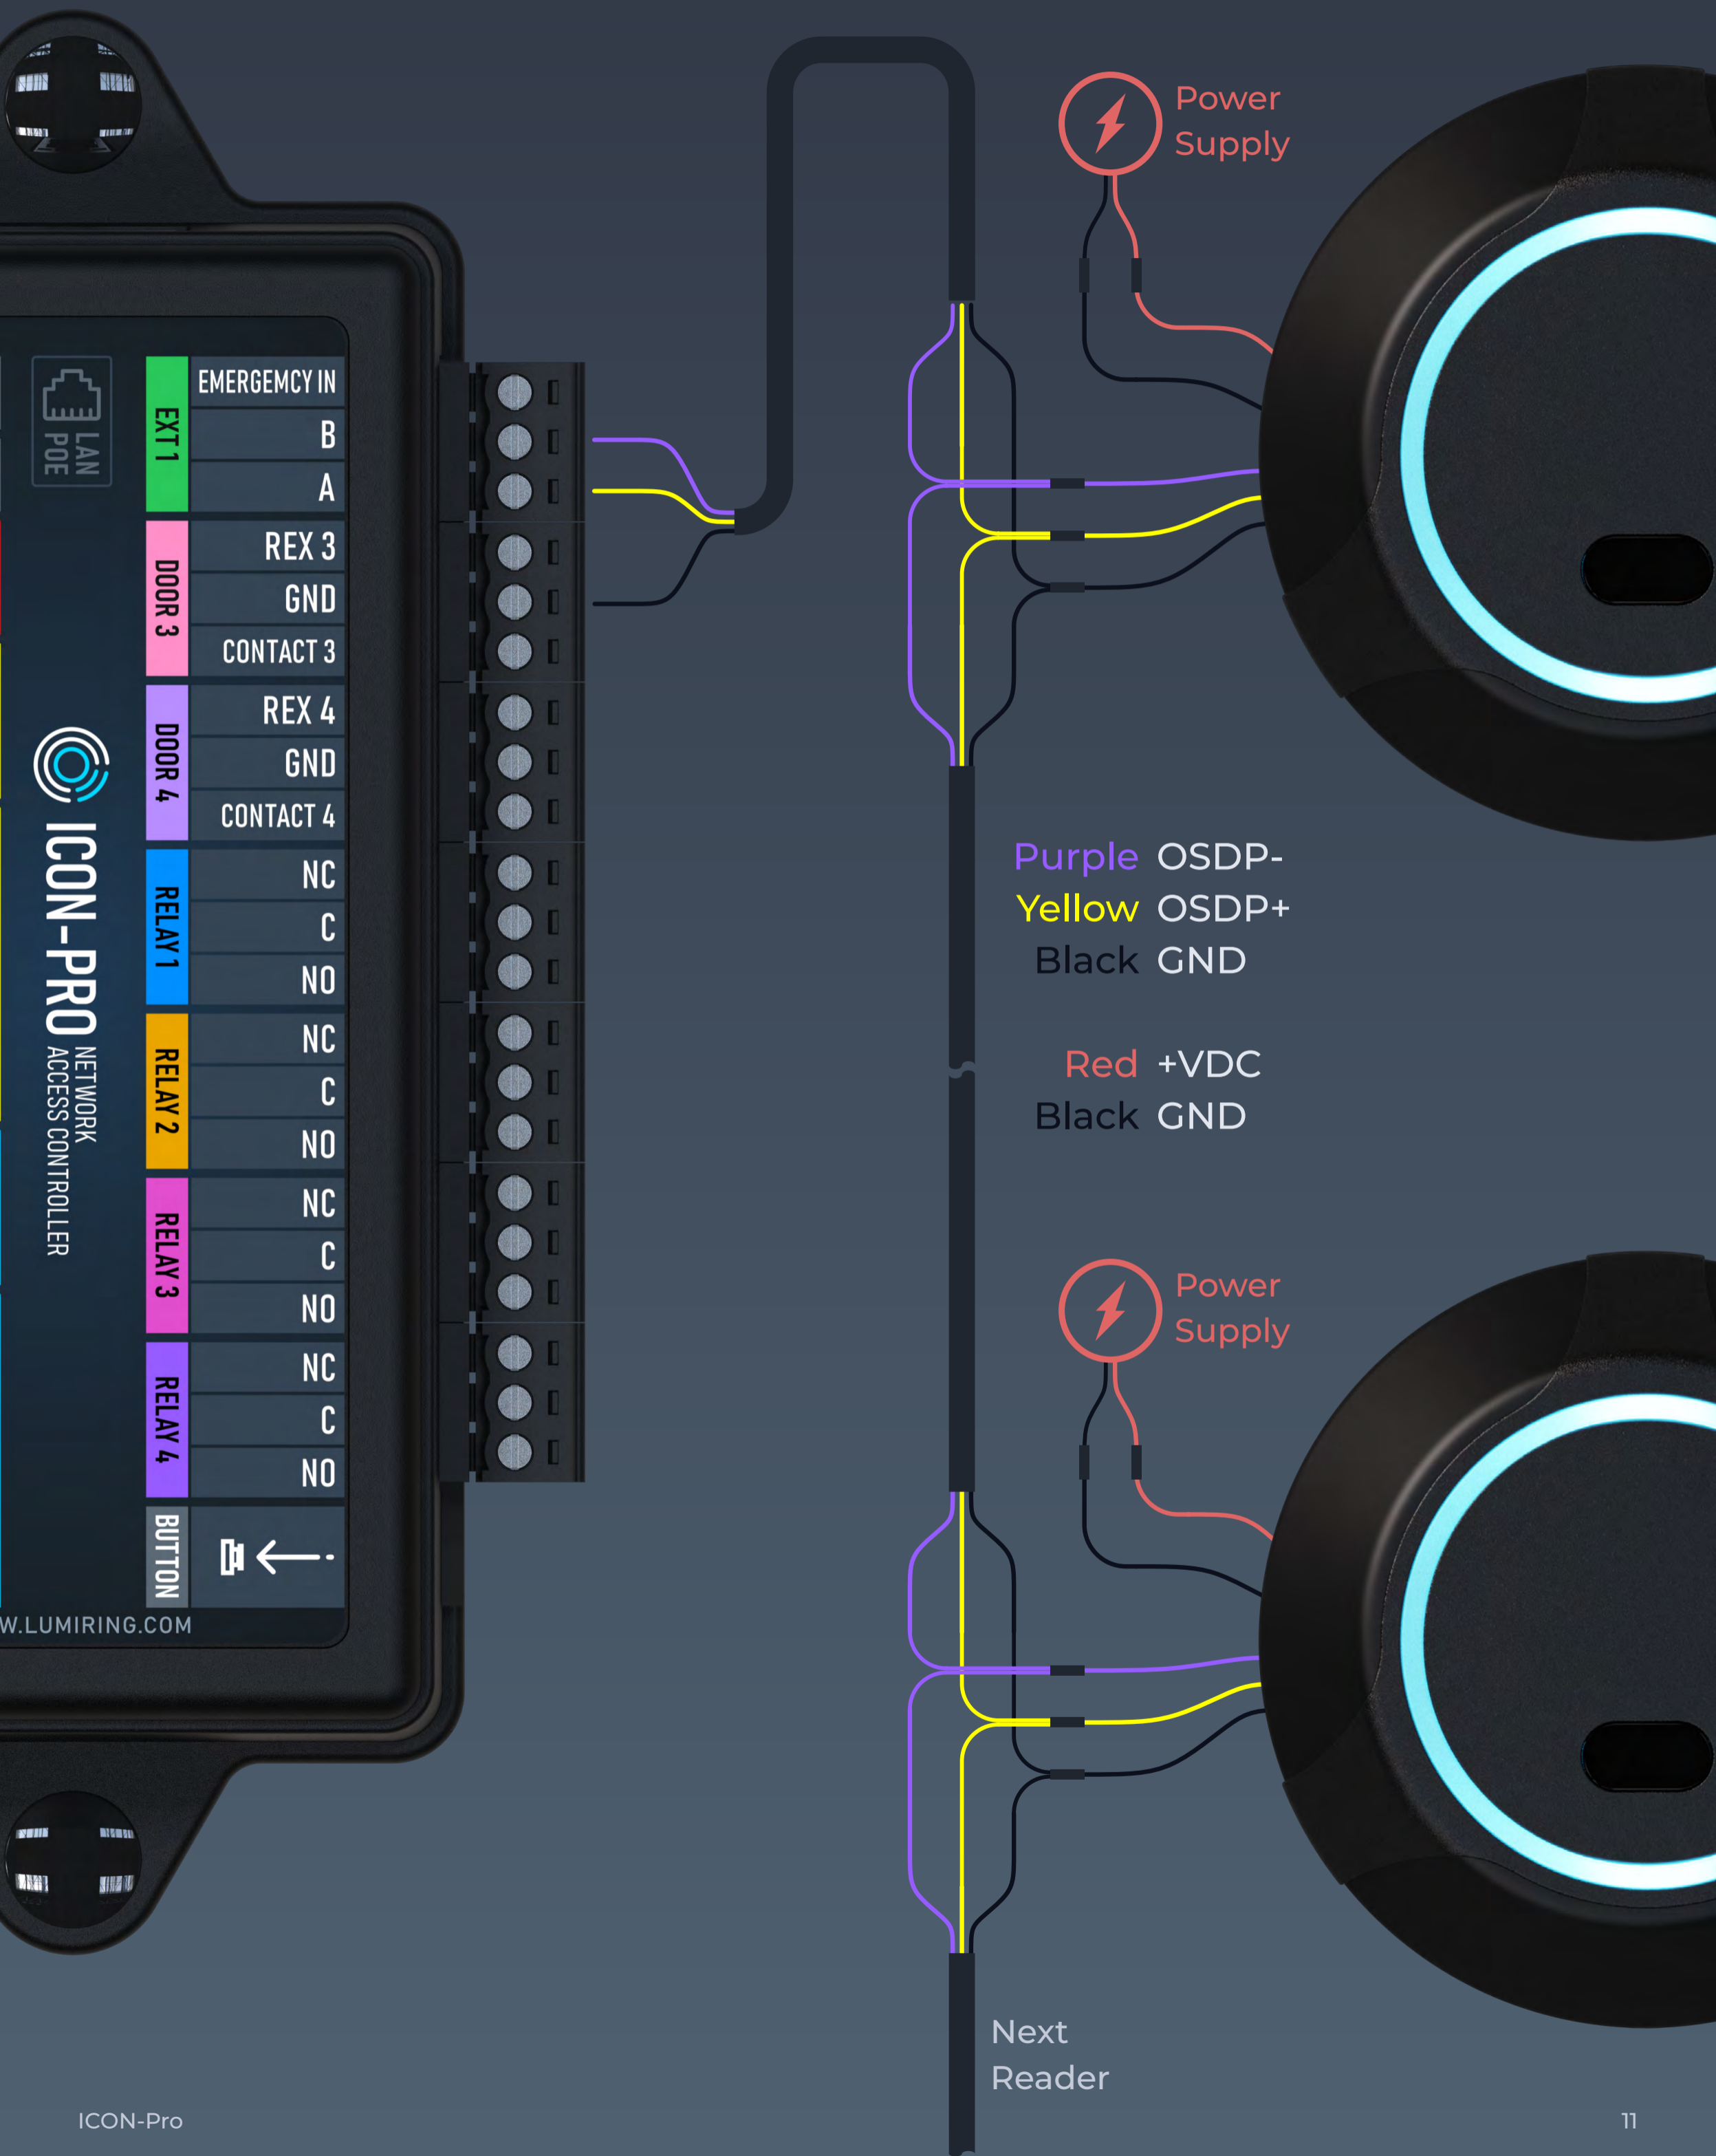 Power
Supply
LAN
POE
EXT 1
EMERGEMCY IN
B
A
DOOR 3
REX 3
GND
CONTACT 3
DOOR 4
REX 4
GND
CONTACT 4
ICON-PRO
NETWORK
ACCESS CONTROLLER
RELAY 1
NC
C
NO
RELAY 2
NC
C
NO
RELAY 3
NC
C
NO
RELAY 4
NC
C
NO
BUTTON
W.LUMIRING.COM
Purple OSDP-
Yellow OSDP+
Black GND
Red +VDC
Black GND
Power
Supply
Next
Reader
ICON-Pro
11